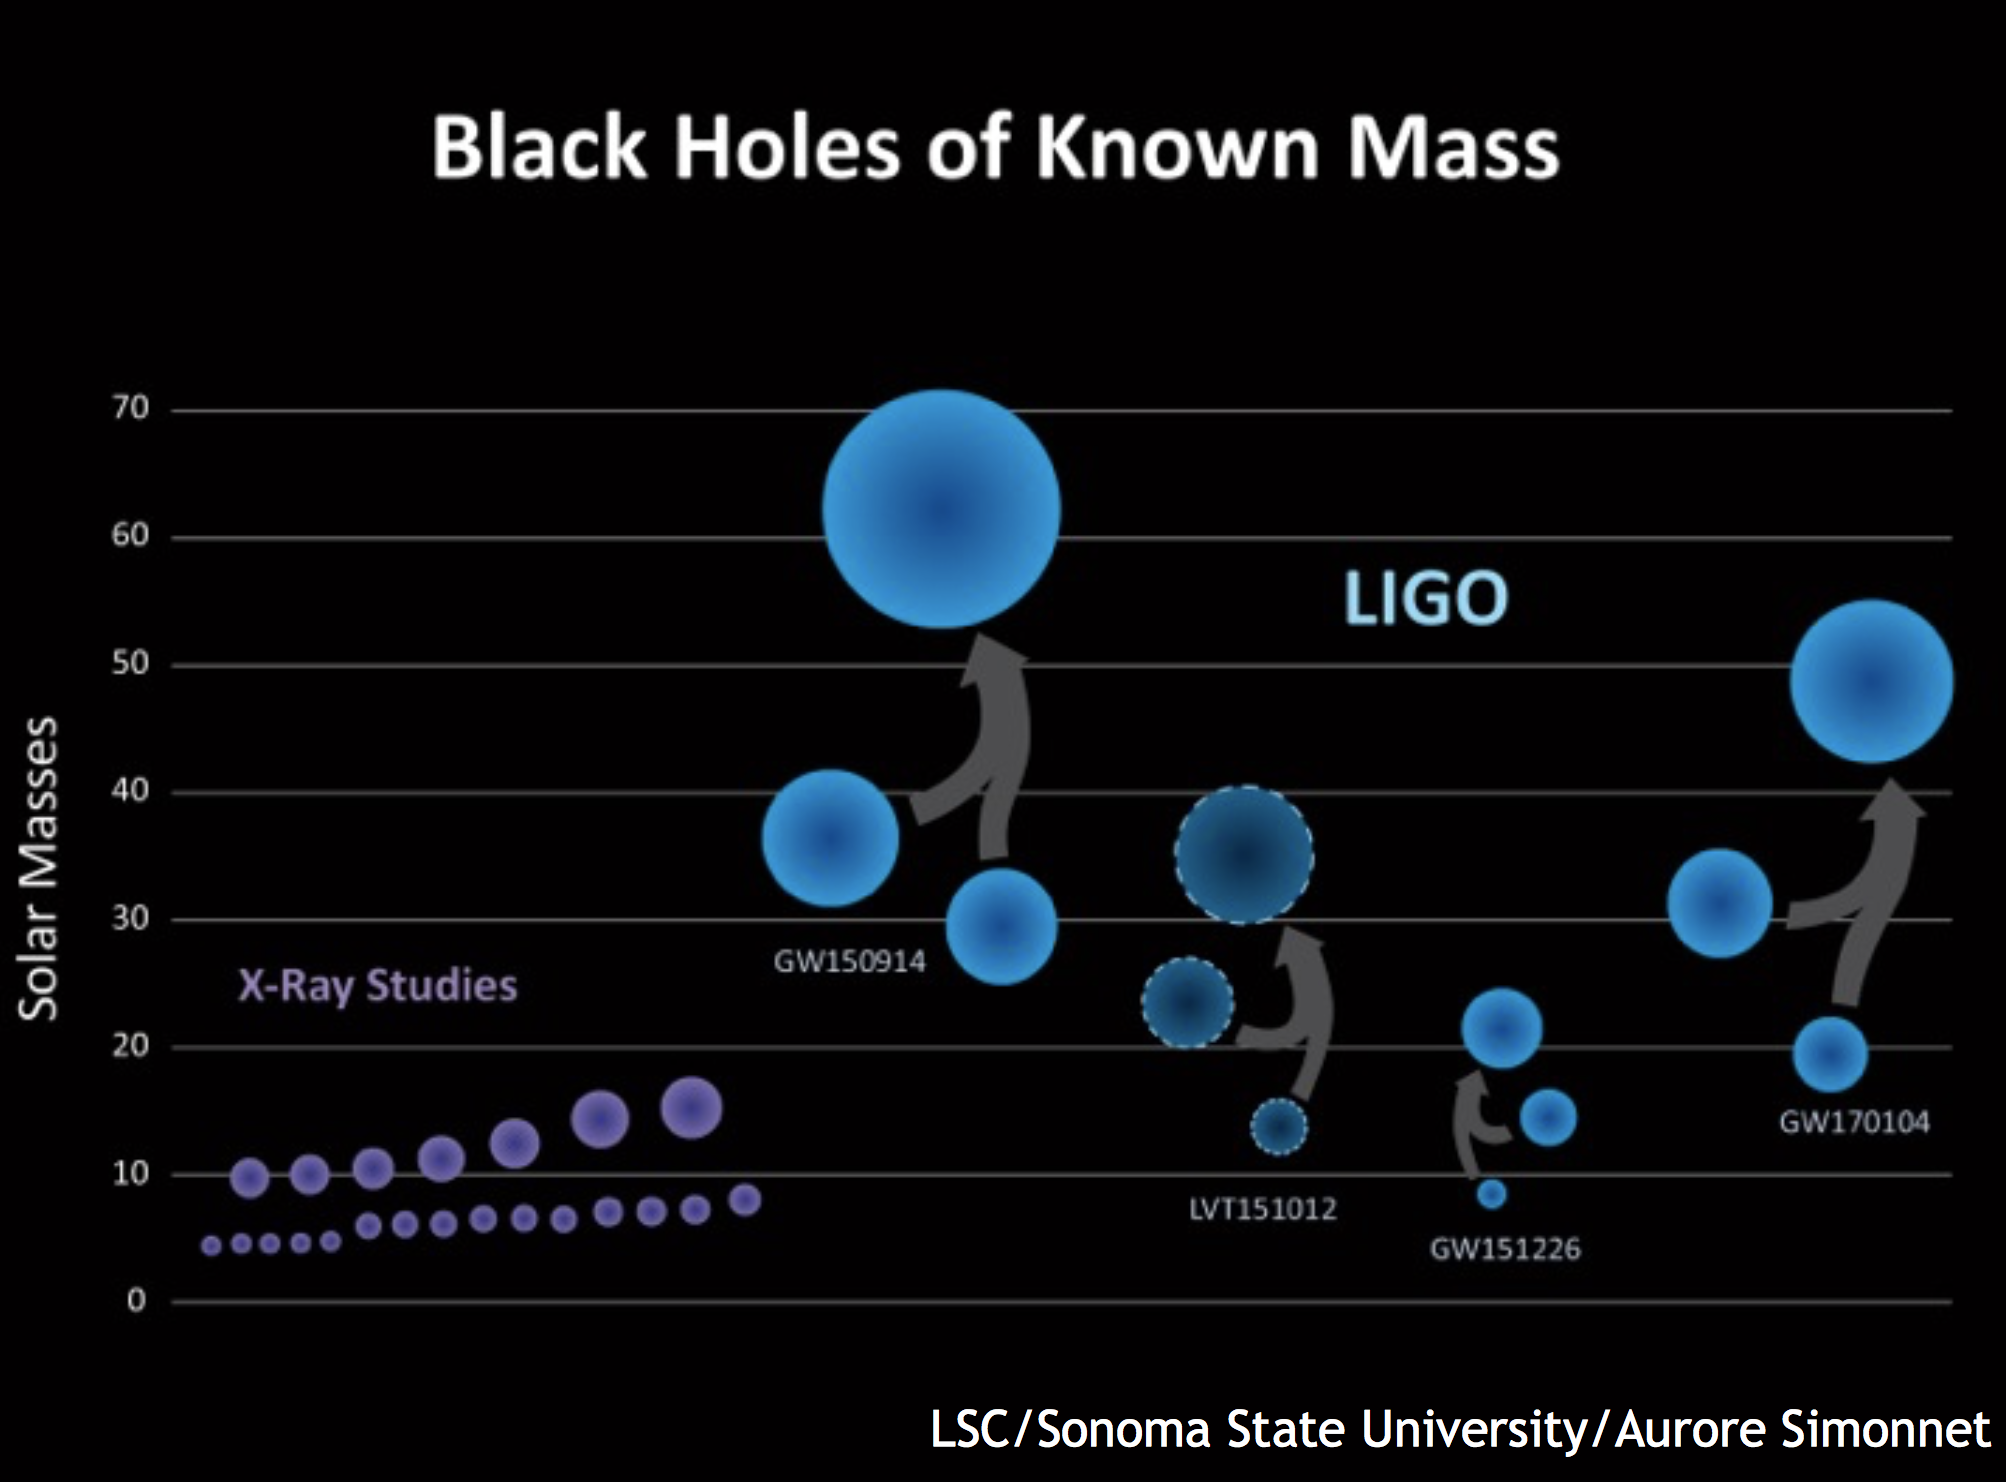 Black Holes of Known Mass
70
60
LIGO
50
40
30
GW150914
X-Ray Studies
Solar Masses
20
GW170104
10
LVT151012
GW151226
0
LSC/Sonoma State University/Aurore Simonnet